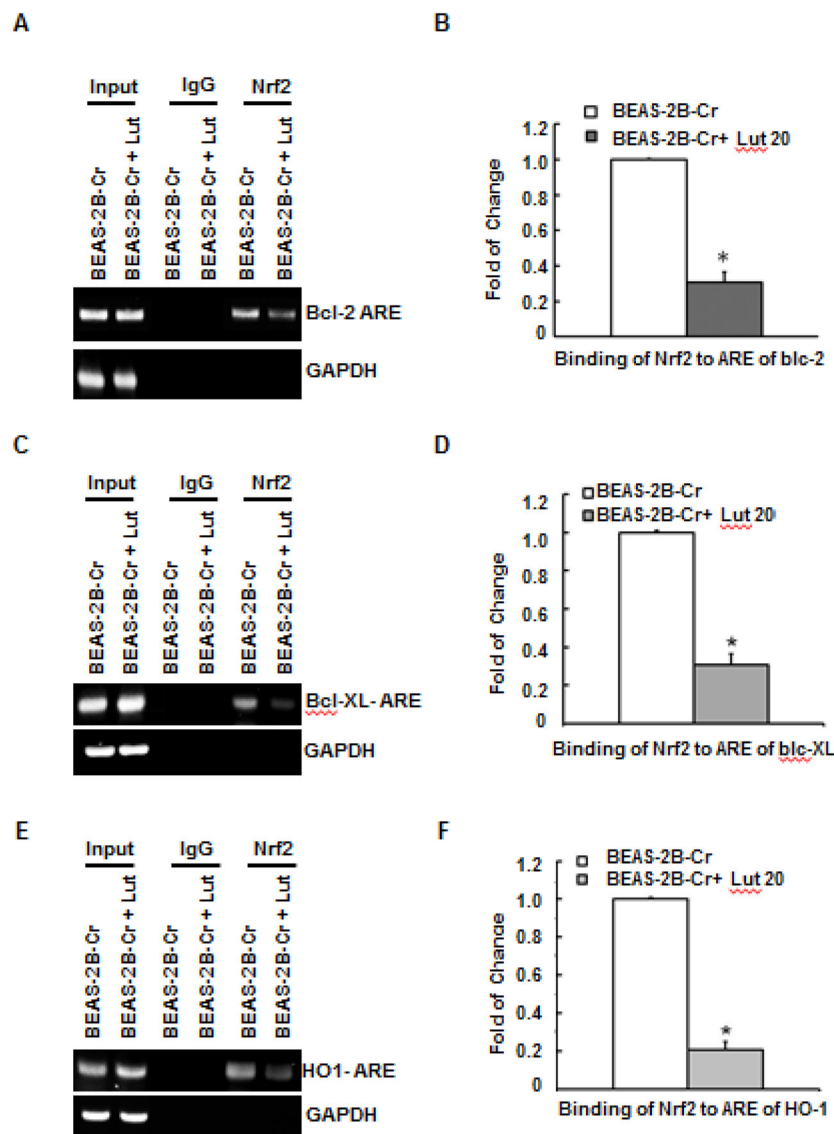 A
Input IgG Nrf2
BEAS-2B-Cr
BEAS-2B-Cr + Lut
BEAS-2B-Cr
BEAS-2B-Cr + Lut
BEAS-2B-Cr
BEAS-2B-Cr + Lut
Bcl-2 ARE
GAPDH
B
BEAS-2B-Cr
BEAS-2B-Cr+ Lut 20
Fold of Change
1.2
1.0
0.8
0.6
0.4
0.2
0
*
Binding of Nrf2 to ARE of blc-2
C
Input IgG Nrf2
BEAS-2B-Cr
BEAS-2B-Cr + Lut
BEAS-2B-Cr
BEAS-2B-Cr + Lut
BEAS-2B-Cr
BEAS-2B-Cr + Lut
Bcl-XL- ARE
GAPDH
D
BEAS-2B-Cr
BEAS-2B-Cr+ Lut 20
Fold of Change
1.2
1.0
0.8
0.6
0.4
0.2
0
*
Binding of Nrf2 to ARE of blc-XL
E
Input IgG Nrf2
BEAS-2B-Cr
BEAS-2B-Cr + Lut
BEAS-2B-Cr
BEAS-2B-Cr + Lut
BEAS-2B-Cr
BEAS-2B-Cr + Lut
HO1- ARE
GAPDH
F
BEAS-2B-Cr
BEAS-2B-Cr+ Lut 20
Fold of Change
1.2
1.0
0.8
0.6
0.4
0.2
0
*
Binding of Nrf2 to ARE of HO-1